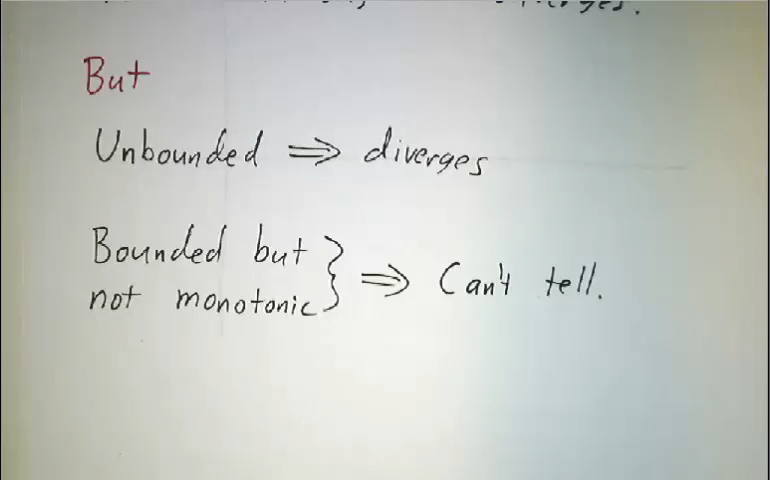 But
Unbounded ⇒ diverges
Bounded but
not monotonic } ⇒ Can't tell.